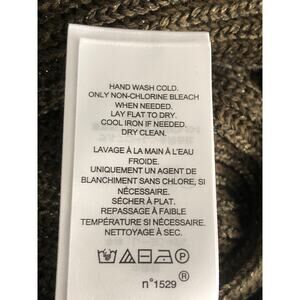 HAND WASH COLD.
ONLY NON-CHLORINE BLEACH
WHEN NEEDED.
LAY FLAT TO DRY.
COOL IRON IF NEEDED.
DRY CLEAN.
LAVAGE À LA MAIN À L'EAU
FROIDE.
UNIQUEMENT UN AGENT DE
BLANCHIMENT SANS CHLORE, SI
NÉCESSAIRE.
SÉCHER À PLAT.
REPASSAGE À FAIBLE
TEMPÉRATURE SI NÉCESSAIRE.
NETTOYAGE À SEC.
n°1529 ®